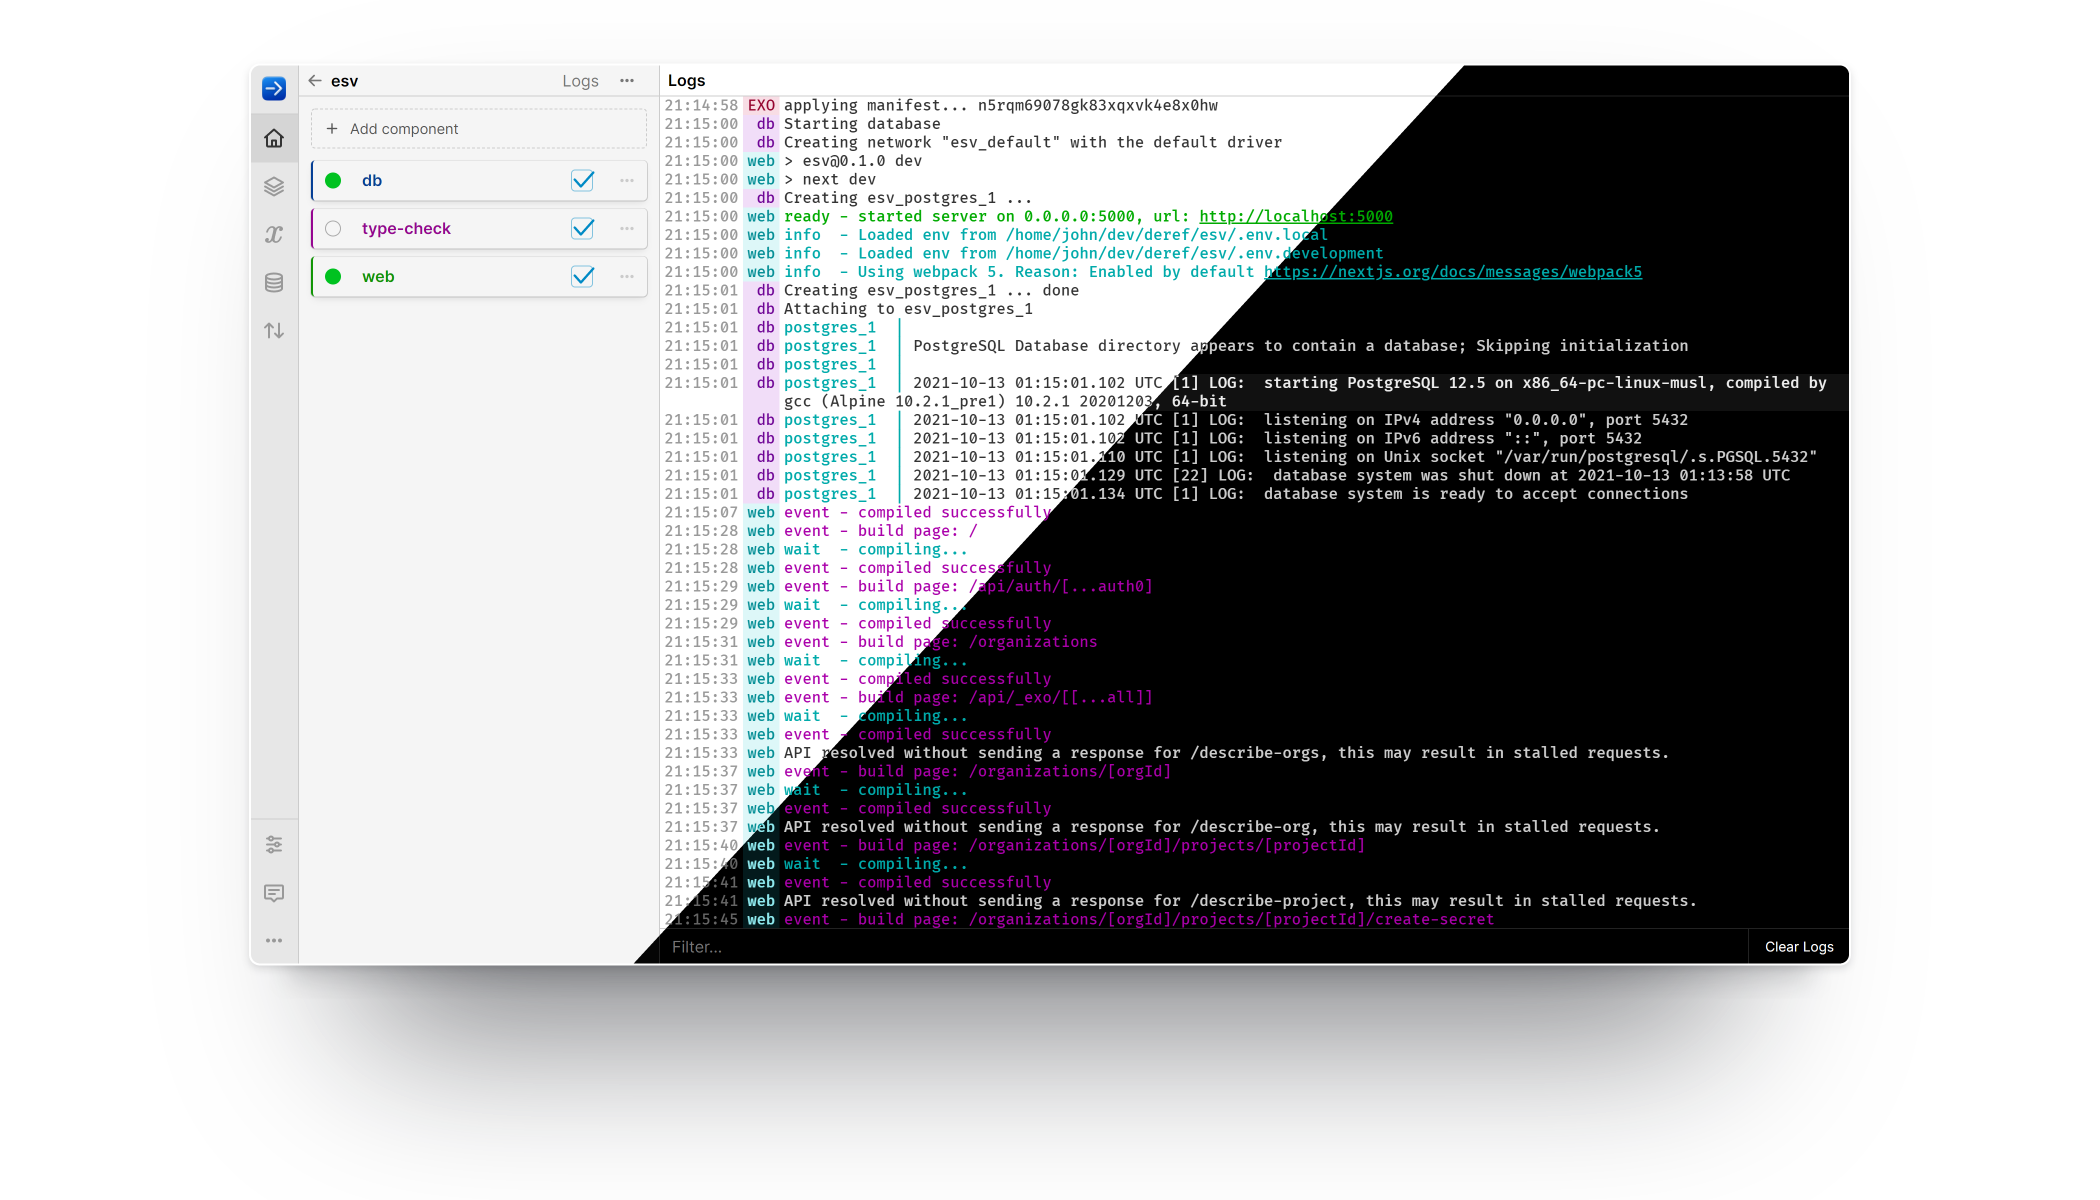 esv Logs ...
+ Add component
db
type-check
web
Logs
21:14:58 EXO applying manifest... n5rqm69078gk83xqxvk4e8x0hw
21:15:00 db Starting database
21:15:00 db Creating network "esv_default" with the default driver
21:15:00 web > esv@0.1.0 dev
21:15:00 web > next dev
21:15:00 db Creating esv_postgres_1 ...
21:15:00 web ready - started server on 0.0.0.0:5000, url: http://localhost:5000
21:15:00 web info  - Loaded env from /home/john/dev/deref/esv/.env.local
21:15:00 web info  - Loaded env from /home/john/dev/deref/esv/.env.development
21:15:00 web info  - Using webpack 5. Reason: Enabled by default https://nextjs.org/docs/messages/webpack5
21:15:01 db Creating esv_postgres_1 ... done
21:15:01 db Attaching to esv_postgres_1
21:15:01 db postgres_1  |
21:15:01 db postgres_1  | PostgreSQL Database directory appears to contain a database; Skipping initialization
21:15:01 db postgres_1  |
21:15:01 db postgres_1  | 2021-10-13 01:15:01.102 UTC [1] LOG:  starting PostgreSQL 12.5 on x86_64-pc-linux-musl, compiled by
gcc (Alpine 10.2.1_pre1) 10.2.1 20201203, 64-bit
21:15:01 db postgres_1  | 2021-10-13 01:15:01.102 UTC [1] LOG:  listening on IPv4 address "0.0.0.0", port 5432
21:15:01 db postgres_1  | 2021-10-13 01:15:01.102 UTC [1] LOG:  listening on IPv6 address "::", port 5432
21:15:01 db postgres_1  | 2021-10-13 01:15:01.110 UTC [1] LOG:  listening on Unix socket "/var/run/postgresql/.s.PGSQL.5432"
21:15:01 db postgres_1  | 2021-10-13 01:15:01.129 UTC [22] LOG:  database system was shut down at 2021-10-13 01:13:58 UTC
21:15:01 db postgres_1  | 2021-10-13 01:15:01.134 UTC [1] LOG:  database system is ready to accept connections
21:15:07 web event - compiled successfully
21:15:28 web event - build page: /
21:15:28 web wait  - compiling...
21:15:28 web event - compiled successfully
21:15:29 web event - build page: /api/auth/[...auth0]
21:15:29 web wait  - compiling...
21:15:29 web event - compiled successfully
21:15:31 web event - build page: /organizations
21:15:31 web wait  - compiling...
21:15:33 web event - compiled successfully
21:15:33 web event - build page: /api/_exo/[[...all]]
21:15:33 web wait  - compiling...
21:15:33 web event - compiled successfully
21:15:33 web API resolved without sending a response for /describe-orgs, this may result in stalled requests.
21:15:37 web event - build page: /organizations/[orgId]
21:15:37 web wait  - compiling...
21:15:37 web event - compiled successfully
21:15:37 web API resolved without sending a response for /describe-org, this may result in stalled requests.
21:15:40 web event - build page: /organizations/[orgId]/projects/[projectId]
21:15:40 web wait  - compiling...
21:15:41 web event - compiled successfully
21:15:41 web API resolved without sending a response for /describe-project, this may result in stalled requests.
21:15:45 web event - build page: /organizations/[orgId]/projects/[projectId]/create-secret
Filter...
Clear Logs